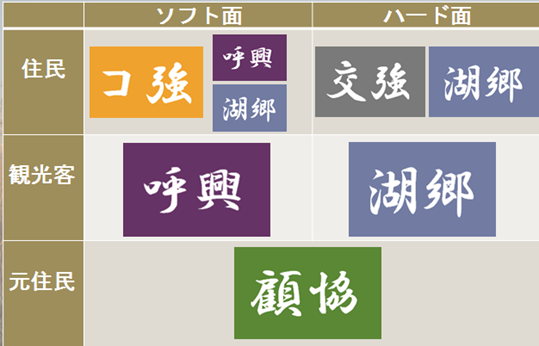 ソフト面 ハード面
住民 コ強 呼興 湖郷 交強 湖郷
観光客 呼興 湖郷
元住民 顧協